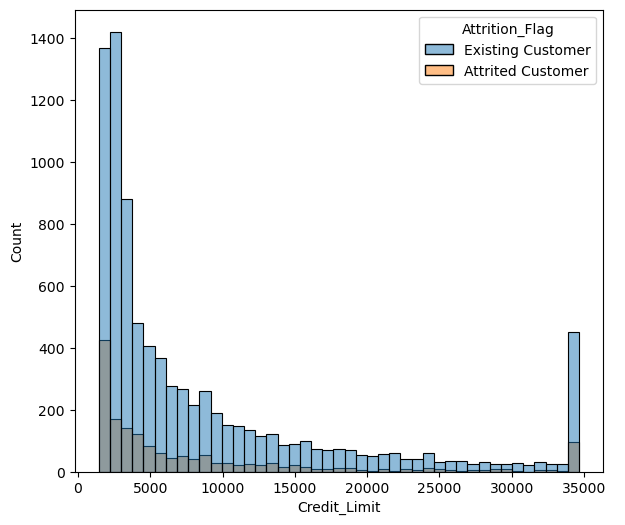 Attrition_Flag
Existing Customer
Attrited Customer
1400
1200
1000
800
600
400
200
0
Count
0 5000 10000 15000 20000 25000 30000 35000
Credit_Limit